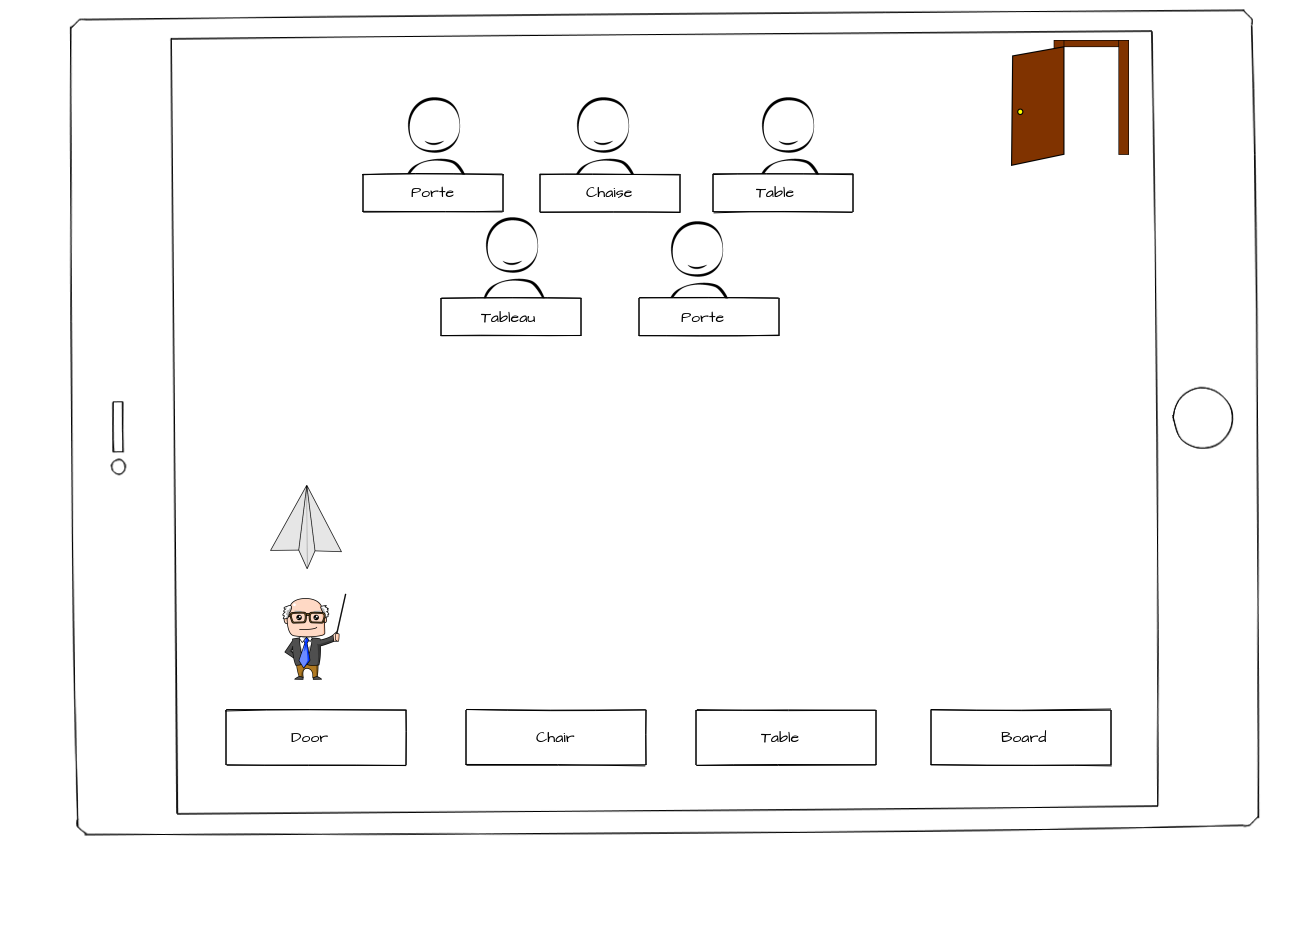 Porte
Chaise
Table
Tableau
Porte
Door
Chair
Table
Board